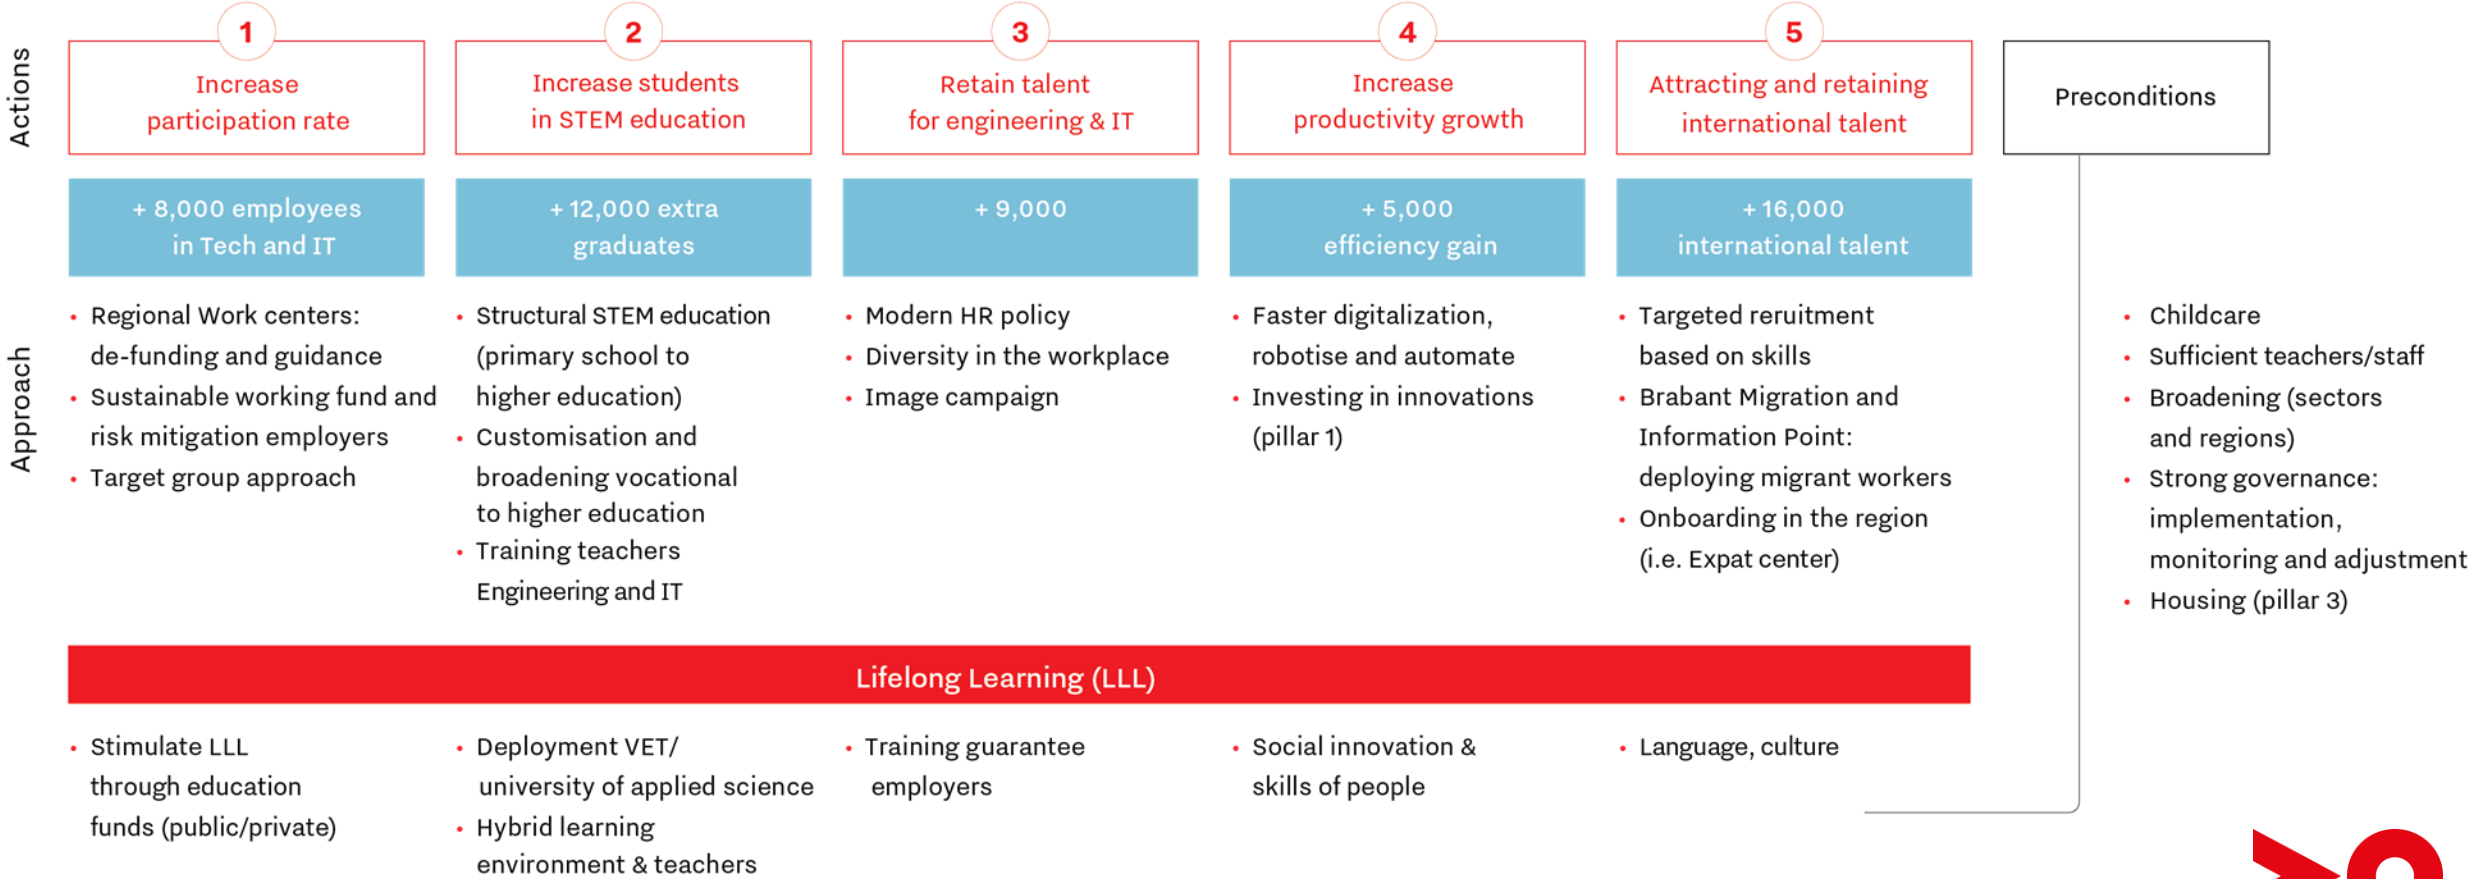 Actions
1
Increase
participation rate
2
Increase students
in STEM education
3
Retain talent
for engineering & IT
4
Increase
productivity growth
5
Attracting and retaining
international talent
Preconditions
+ 8,000 employees
in Tech and IT
+ 12,000 extra
graduates
+ 9,000
+ 5,000
efficiency gain
+ 16,000
international talent
Approach
• Regional Work centers:
de-funding and guidance
• Sustainable working fund and
risk mitigation employers
• Target group approach
• Structural STEM education
(primary school to
higher education)
• Customisation and
broadening vocational
to higher education
• Training teachers
Engineering and IT
• Modern HR policy
• Diversity in the workplace
• Image campaign
• Faster digitalization,
robotise and automate
• Investing in innovations
(pillar 1)
• Targeted reruitment
based on skills
• Brabant Migration and
Information Point:
deploying migrant workers
• Onboarding in the region
(i.e. Expat center)
• Childcare
• Sufficient teachers/staff
• Broadening (sectors
and regions)
• Strong governance:
implementation,
monitoring and adjustment
• Housing (pillar 3)
Lifelong Learning (LLL)
• Stimulate LLL
through education
funds (public/private)
• Deployment VET/
university of applied science
• Hybrid learning
environment & teachers
• Training guarantee
employers
• Social innovation &
skills of people
• Language, culture